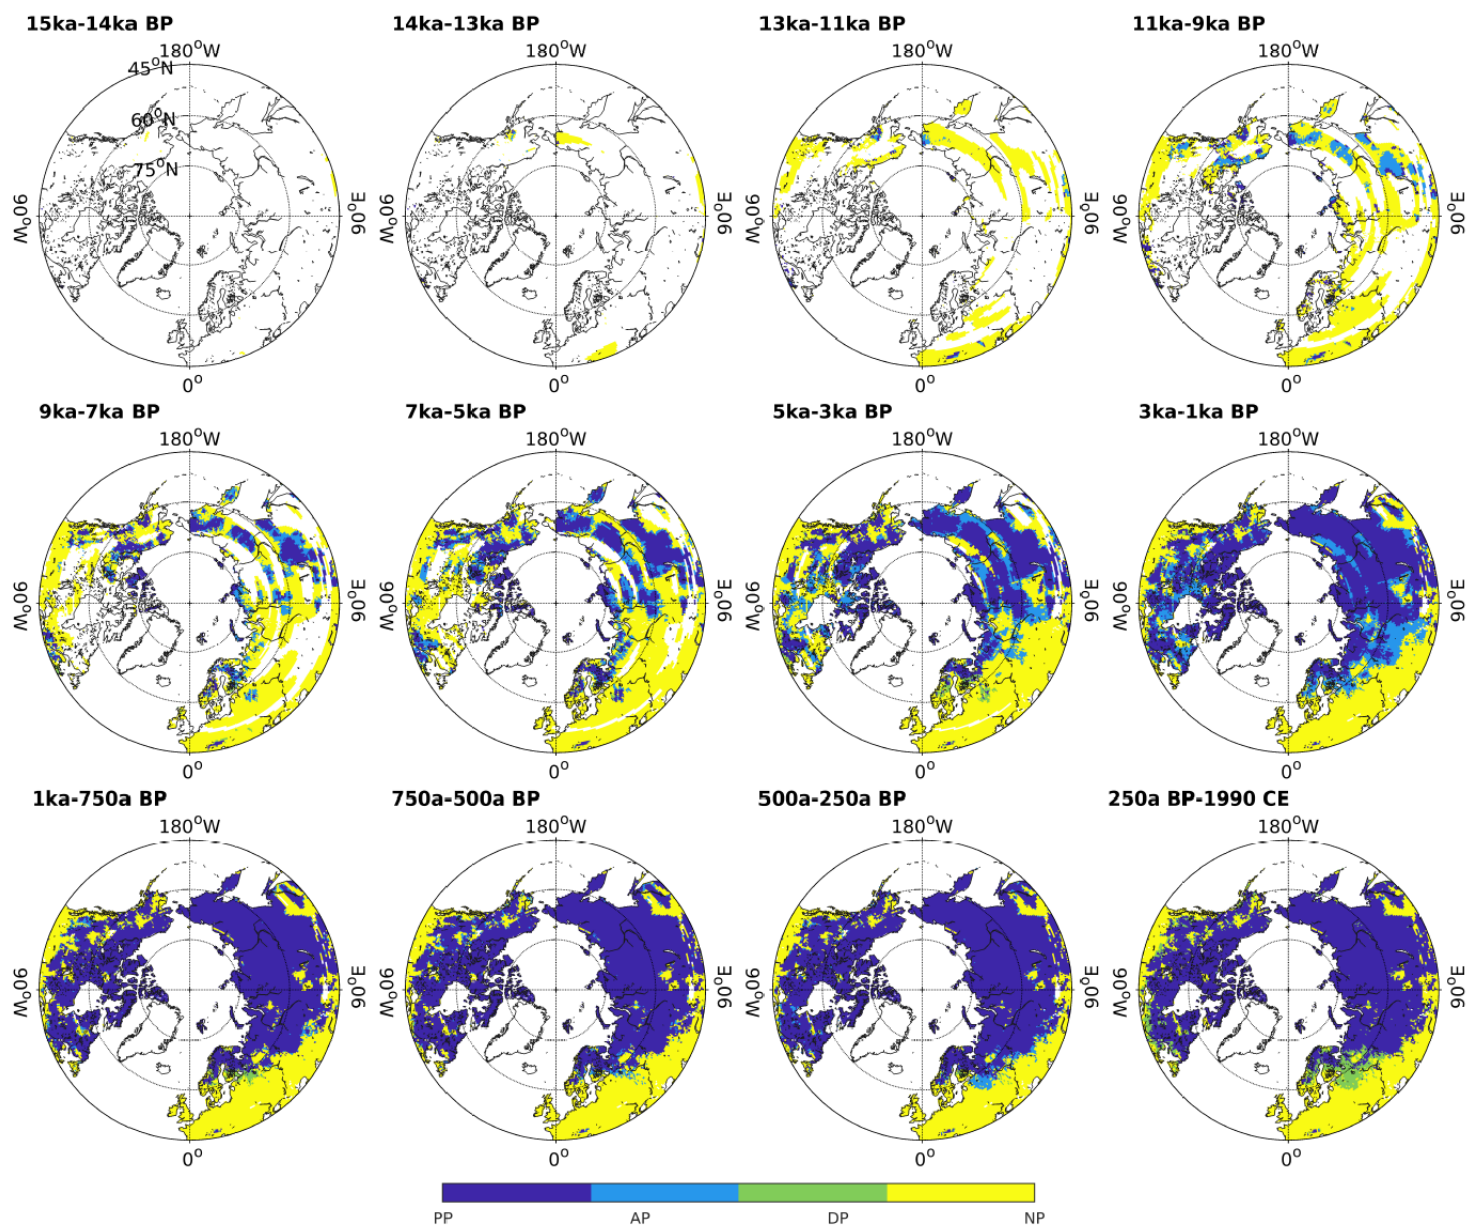 15ka-14ka BP 14ka-13ka BP 13ka-11ka BP 11ka-9ka BP
180°W 180°W 180°W 180°W
45°N
60°N
75°N
90°W 90°E 90°W 90°E 90°W 90°E 90°W 90°E
0° 0° 0° 0°
9ka-7ka BP 7ka-5ka BP 5ka-3ka BP 3ka-1ka BP
180°W 180°W 180°W 180°W
90°W 90°E 90°W 90°E 90°W 90°E 90°W 90°E
0° 0° 0° 0°
1ka-750a BP 750a-500a BP 500a-250a BP 250a BP-1990 CE
180°W 180°W 180°W 180°W
90°W 90°E 90°W 90°E 90°W 90°E 90°W 90°E
0° 0° 0° 0°
PP AP DP NP